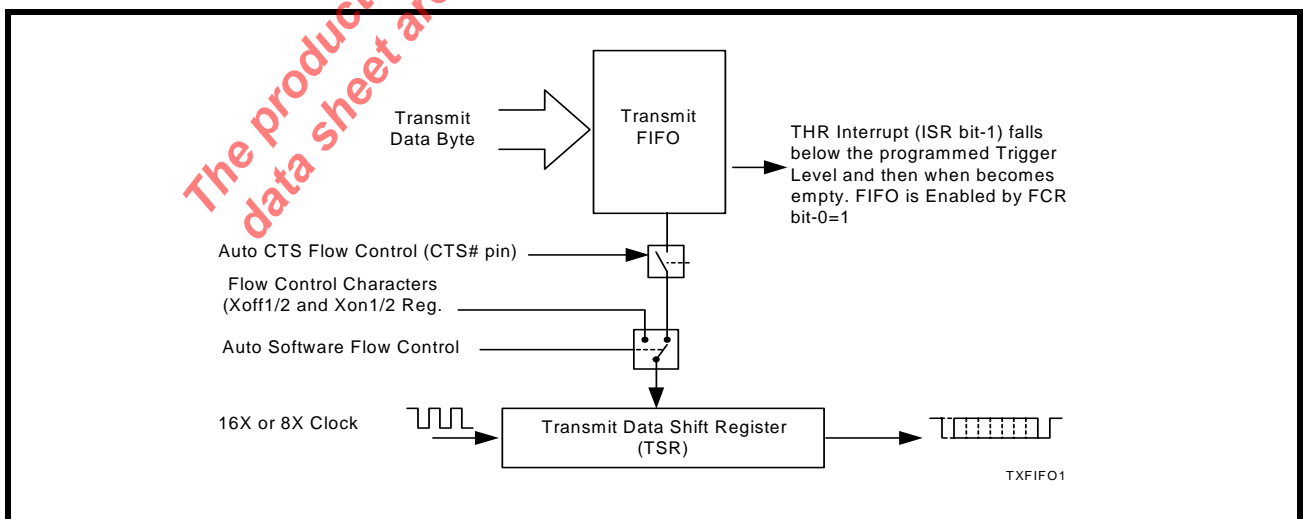 The product
data sheet are
Transmit
Data Byte
Transmit
FIFO
THR Interrupt (ISR bit-1) falls
below the programmed Trigger
Level and then when becomes
empty. FIFO is Enabled by FCR
bit-0=1
Auto CTS Flow Control (CTS# pin)
Flow Control Characters
(Xoff1/2 and Xon1/2 Reg.
Auto Software Flow Control
16X or 8X Clock
Transmit Data Shift Register
(TSR)
TXFIFO1